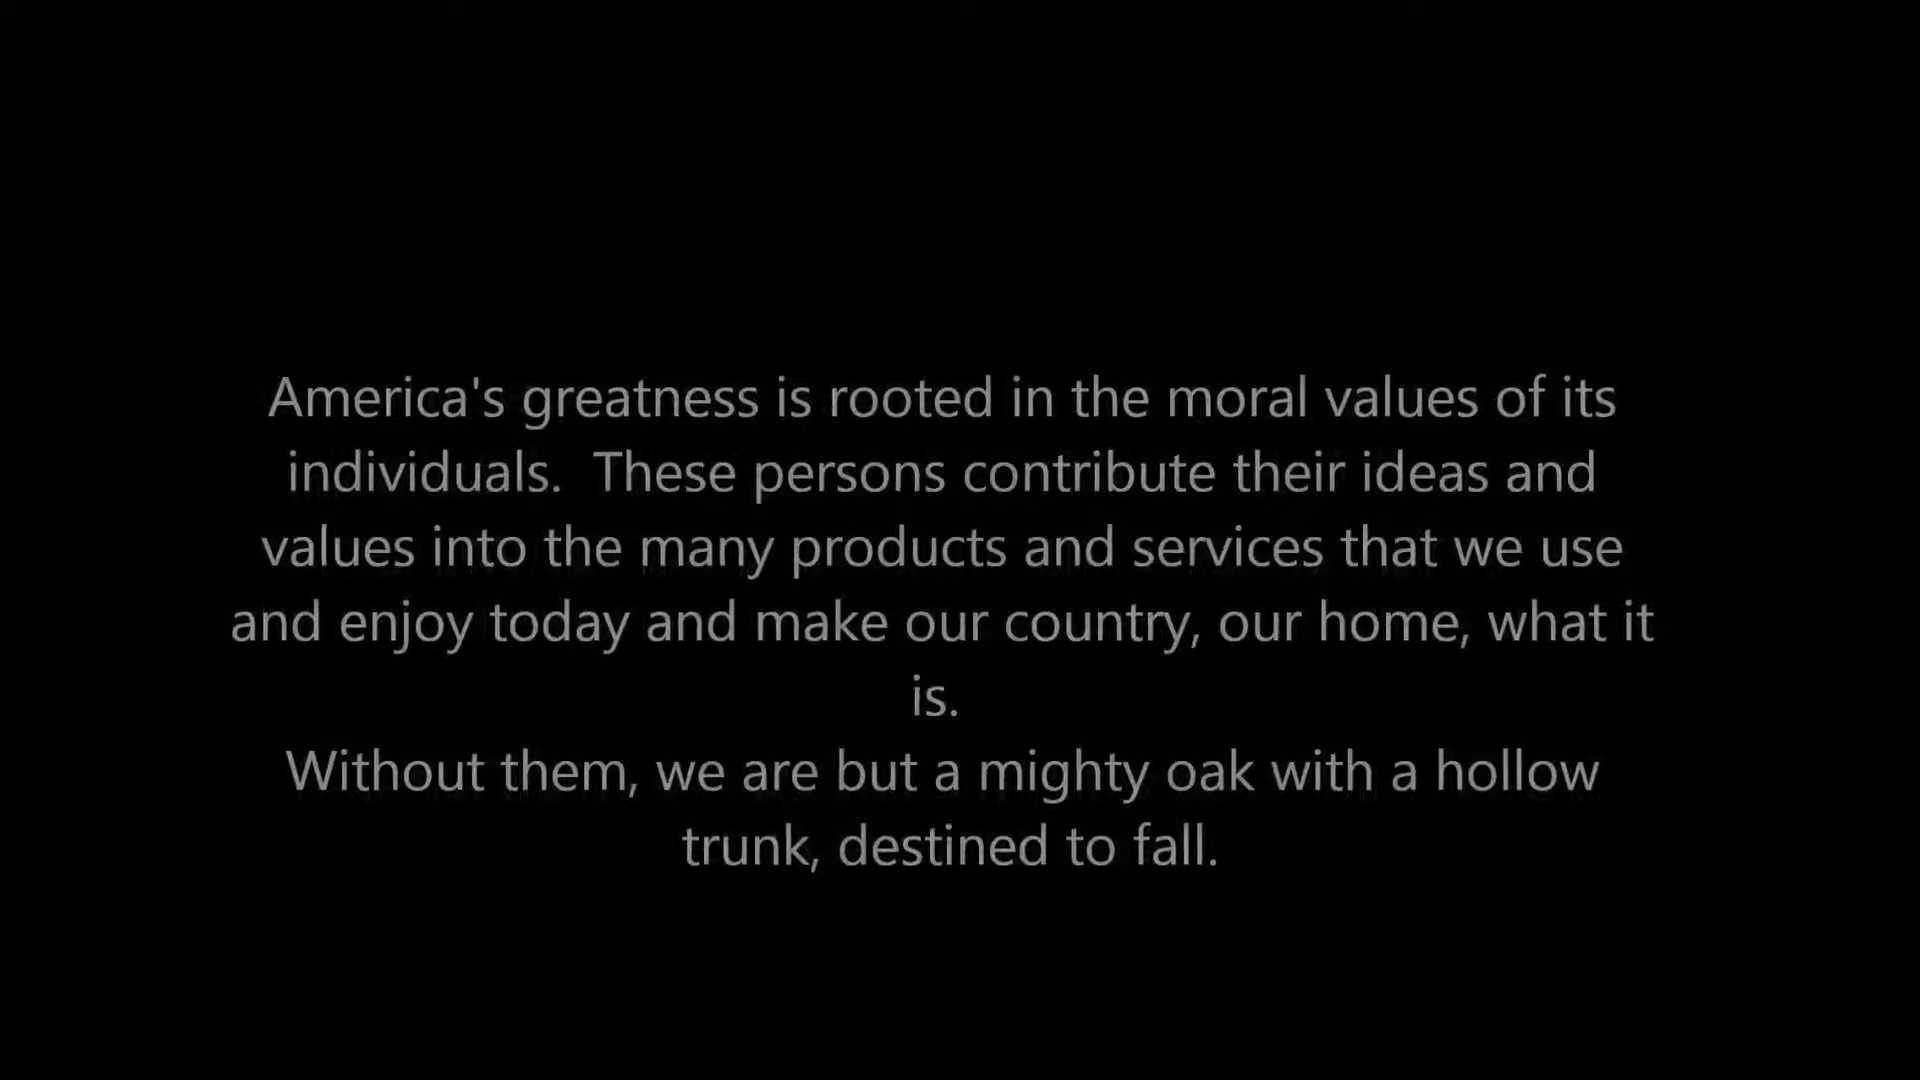 America's greatness is rooted in the moral values of its
individuals.  These persons contribute their ideas and
values into the many products and services that we use
and enjoy today and make our country, our home, what it
is.
Without them, we are but a mighty oak with a hollow
trunk, destined to fall.